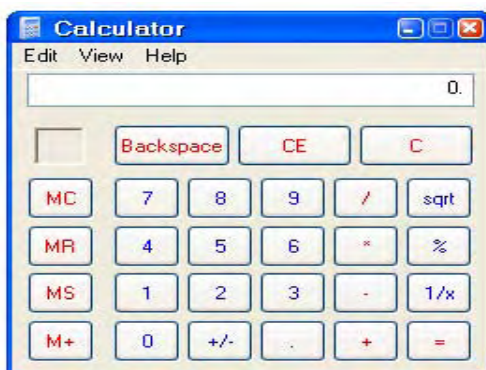 Calculator
Edit View Help
0.
Backspace CE C
MC 7 8 9 / sqrt
MR 4 5 6 * %
MS 1 2 3 - 1/x
M+ 0 +/- . + =